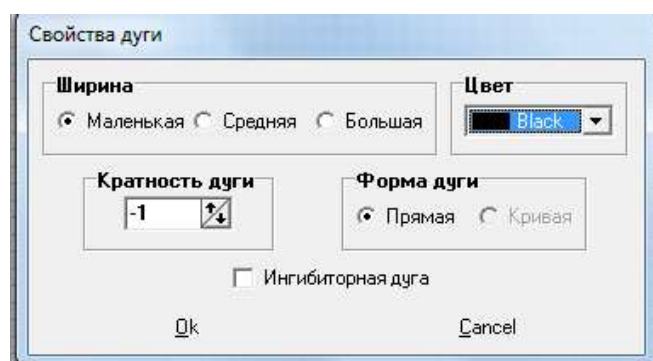 Свойства дуги
Ширина
Маленькая Средняя Большая
Цвет
Black
Кратность дуги
-1
Форма дуги
Прямая Кривая
Ингибиторная дуга
Ok Cancel